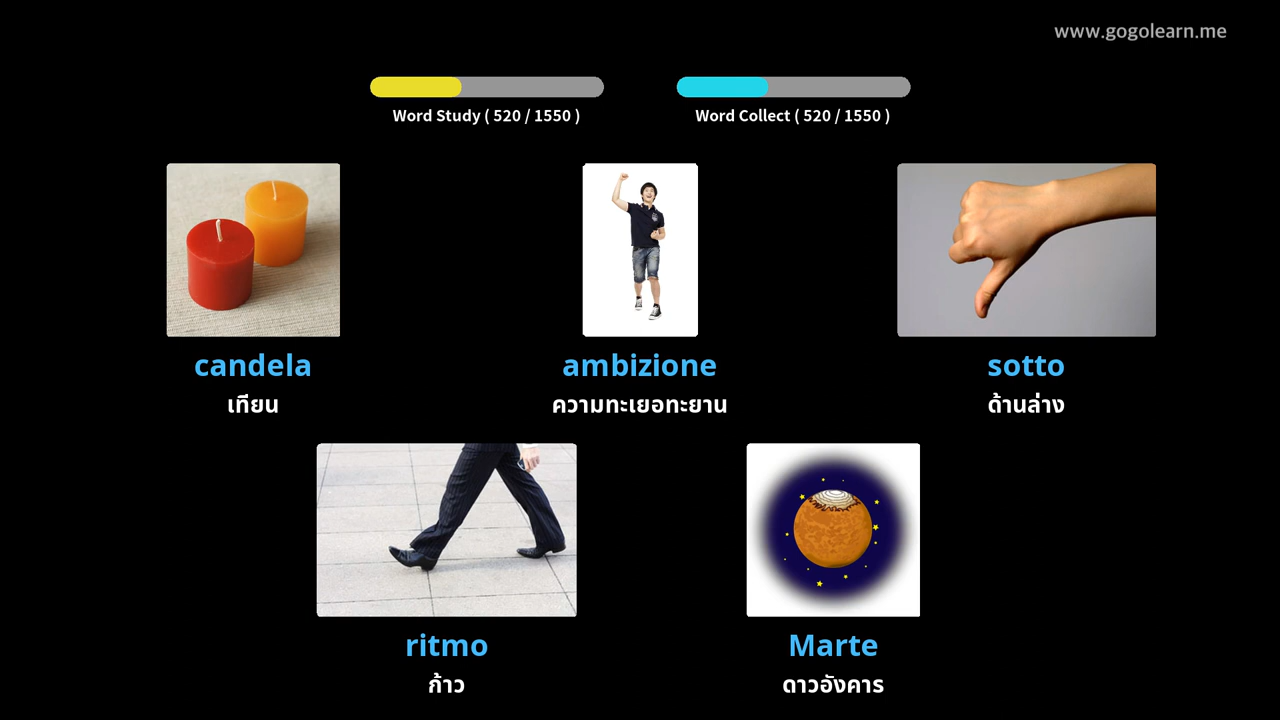 www.gogolearn.me
Word Study ( 520 / 1550 )
Word Collect ( 520 / 1550 )
candela
เทียน
ambizione
ความทะเยอทะยาน
sotto
ด้านล่าง
ritmo
ก้าว
Marte
ดาวอังคาร